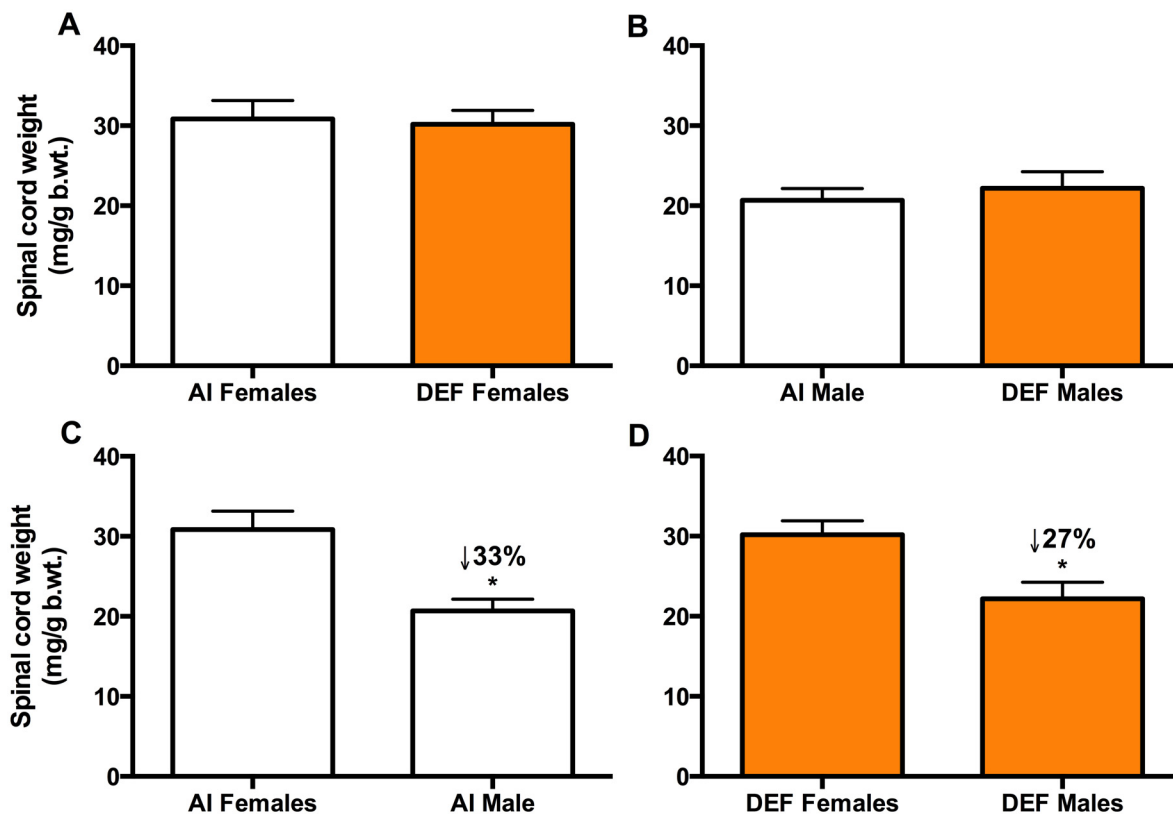 A
Spinal cord weight
(mg/g b.wt.)
40
30
20
10
0
AI Females
DEF Females
B
40
30
20
10
0
AI Male
DEF Males
C
Spinal cord weight
(mg/g b.wt.)
40
30
20
10
0
↓33%
*
AI Females
AI Male
D
40
30
20
10
0
↓27%
*
DEF Females
DEF Males